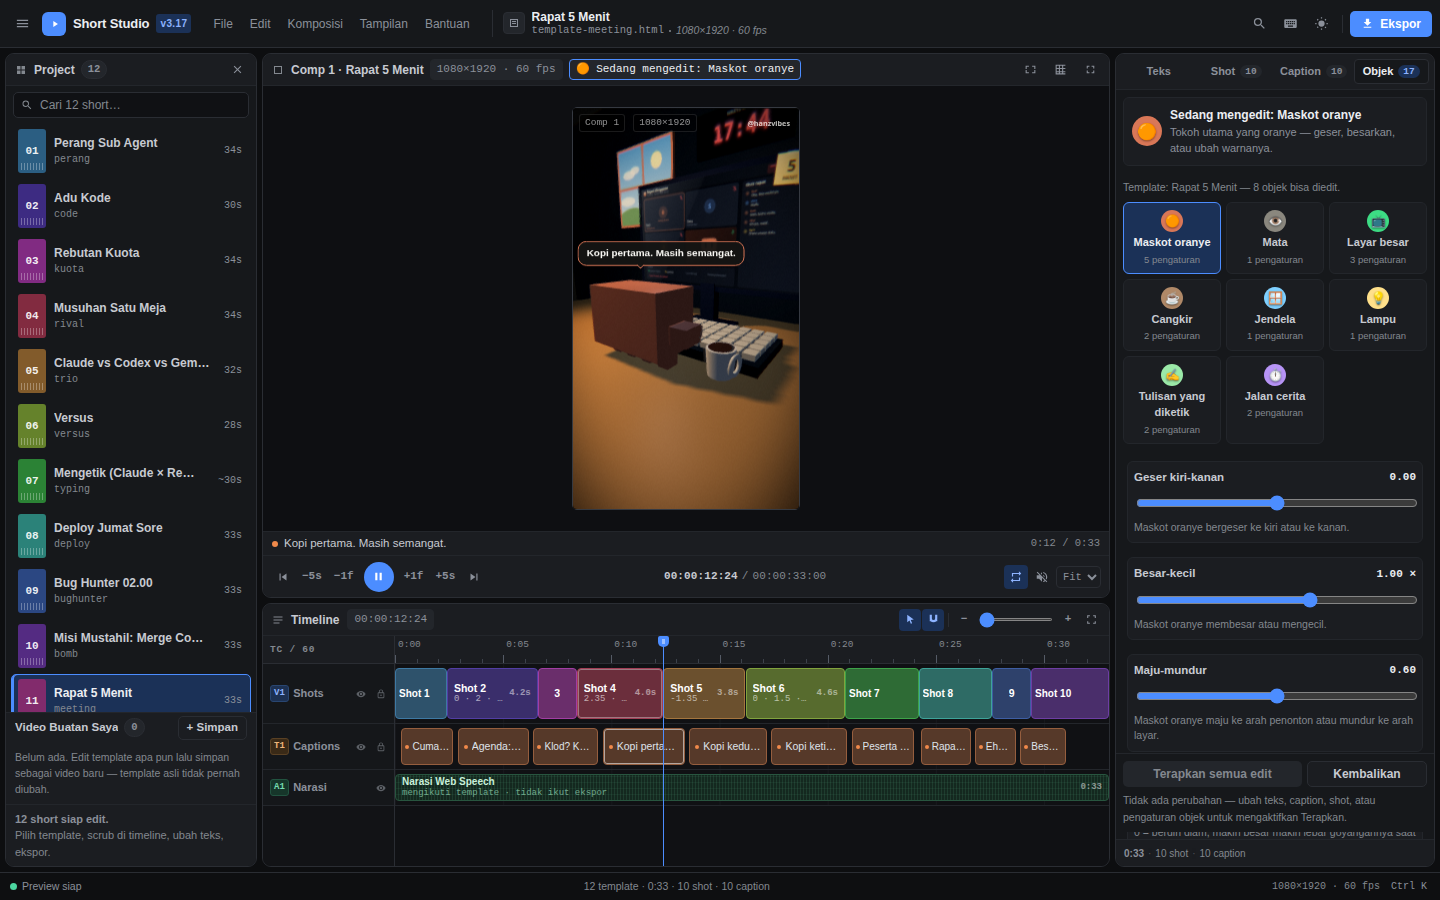 Short Studio v3.17
File Edit Komposisi Tampilan Bantuan
Rapat 5 Menit
template-meeting.html · 1080×1920 · 60 fps
Ekspor
Project 12
Cari 12 short…
01 Perang Sub Agent 34s
perang
02 Adu Kode 30s
code
03 Rebutan Kuota 34s
kuota
04 Musuhan Satu Meja 34s
rival
05 Claude vs Codex vs Gem… 32s
trio
06 Versus 28s
versus
07 Mengetik (Claude × Re… ~30s
typing
08 Deploy Jumat Sore 33s
deploy
09 Bug Hunter 02.00 33s
bughunter
10 Misi Mustahil: Merge Co… 33s
bomb
11 Rapat 5 Menit 33s
meeting
Video Buatan Saya 0 + Simpan
Belum ada. Edit template apa pun lalu simpan
sebagai video baru — template asli tidak pernah
diubah.
12 short siap edit.
Pilih template, scrub di timeline, ubah teks,
ekspor.
Comp 1 · Rapat 5 Menit 1080×1920 · 60 fps Sedang mengedit: Maskot oranye
Comp 1 1080×1920 @hanzvibes
17:44
5
Kopi pertama. Masih semangat.
Kopi pertama. Masih semangat. 0:12 / 0:33
−5s −1f +1f +5s
00:00:12:24 / 00:00:33:00
Fit
Timeline 00:00:12:24
− +
TC / 60 0:00 0:05 0:10 0:15 0:20 0:25 0:30
V1 Shots
Shot 1
Shot 2 4.2s
0 · 2 · …
3
Shot 4 4.0s
2.35 · …
Shot 5 3.8s
-1.35 …
Shot 6 4.6s
0 · 1.5 ·…
Shot 7
Shot 8
9
Shot 10
T1 Captions
Cuma… Agenda:… Klod? K… Kopi perta… Kopi kedu… Kopi keti… Peserta … Rapa… Eh… Bes…
A1 Narasi
Narasi Web Speech
mengikuti template · tidak ikut ekspor 0:33
Teks Shot 10 Caption 10 Objek 17
Sedang mengedit: Maskot oranye
Tokoh utama yang oranye — geser, besarkan,
atau ubah warnanya.
Template: Rapat 5 Menit — 8 objek bisa diedit.
Maskot oranye
5 pengaturan
Mata
1 pengaturan
Layar besar
3 pengaturan
Cangkir
2 pengaturan
Jendela
1 pengaturan
Lampu
1 pengaturan
Tulisan yang
diketik
2 pengaturan
Jalan cerita
2 pengaturan
Geser kiri-kanan 0.00
Maskot oranye bergeser ke kiri atau ke kanan.
Besar-kecil 1.00 ×
Maskot oranye membesar atau mengecil.
Maju-mundur 0.60
Maskot oranye maju ke arah penonton atau mundur ke arah
layar.
Terapkan semua edit Kembalikan
Tidak ada perubahan — ubah teks, caption, shot, atau
pengaturan objek untuk mengaktifkan Terapkan.
0:33 · 10 shot · 10 caption
Preview siap
12 template · 0:33 · 10 shot · 10 caption
1080×1920 · 60 fps Ctrl K